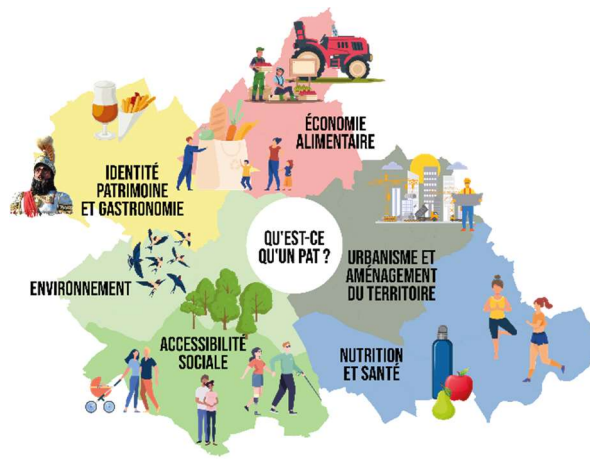 ÉCONOMIE
ALIMENTAIRE
IDENTITÉ
PATRIMOINE
ET GASTRONOMIE
QU'EST-CE
QU'UN PAT ?
URBANISME ET
AMÉNAGEMENT
DU TERRITOIRE
ENVIRONNEMENT
ACCESSIBILITÉ
SOCIALE
NUTRITION
ET SANTÉ